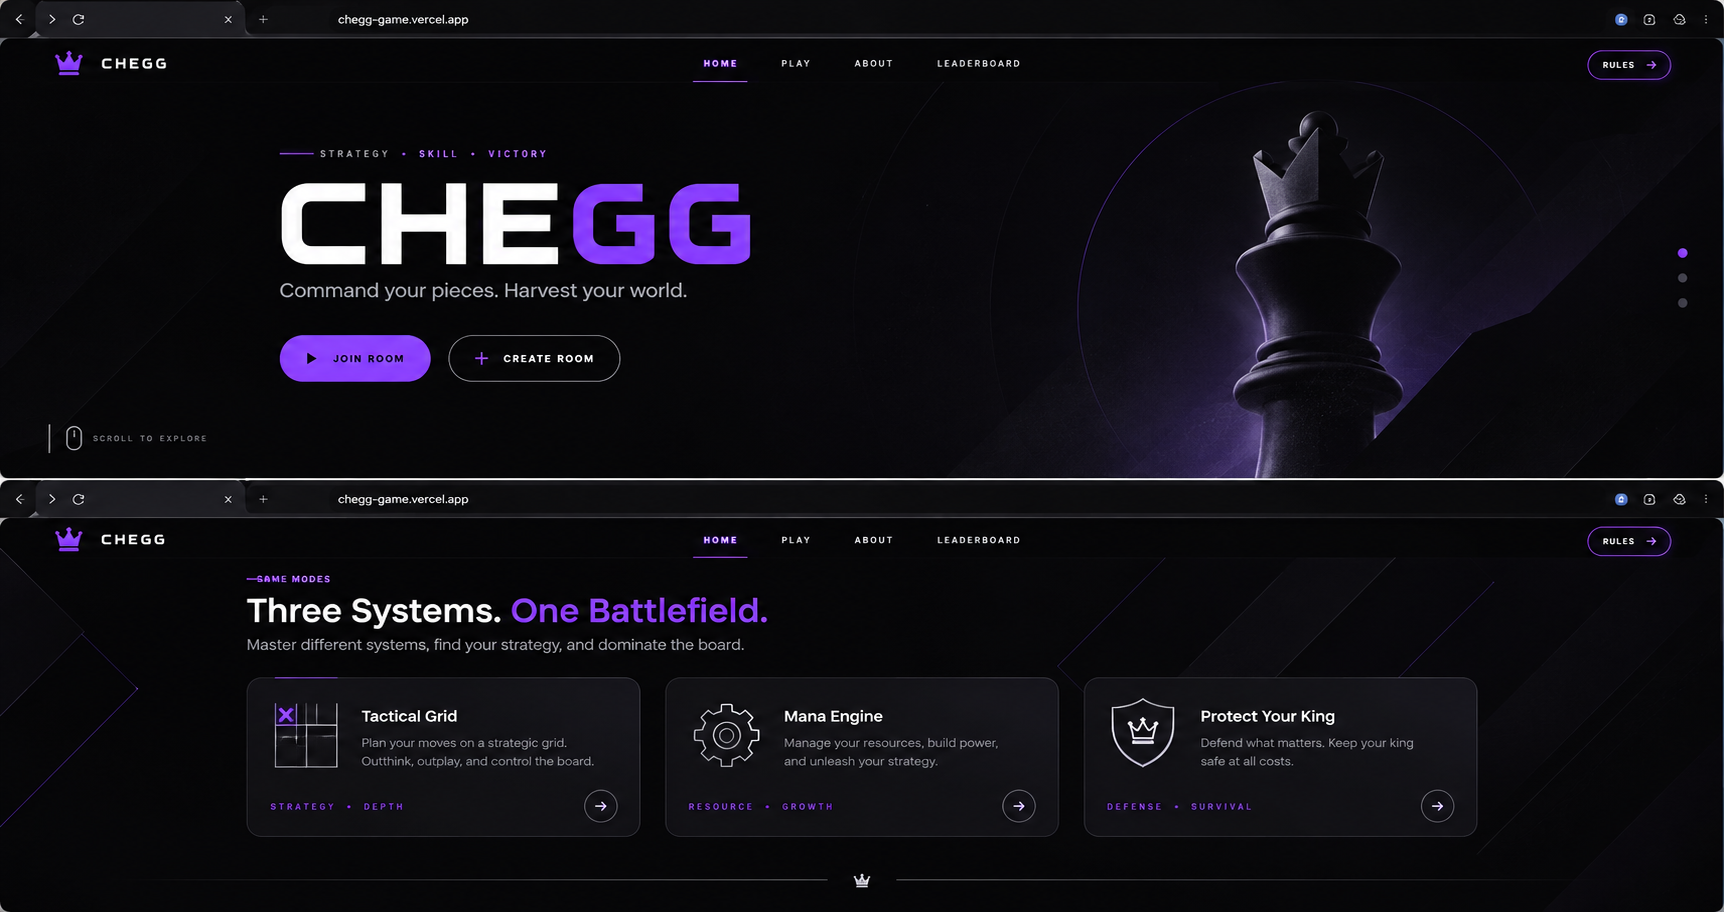 chegg-game.vercel.app
CHEGG
HOME PLAY ABOUT LEADERBOARD
RULES
STRATEGY • SKILL • VICTORY
CHEGG
Command your pieces. Harvest your world.
JOIN ROOM
CREATE ROOM
SCROLL TO EXPLORE
chegg-game.vercel.app
CHEGG
HOME PLAY ABOUT LEADERBOARD
RULES
GAME MODES
Three Systems. One Battlefield.
Master different systems, find your strategy, and dominate the board.
Tactical Grid
Plan your moves on a strategic grid.
Outthink, outplay, and control the board.
STRATEGY • DEPTH
Mana Engine
Manage your resources, build power,
and unleash your strategy.
RESOURCE • GROWTH
Protect Your King
Defend what matters. Keep your king
safe at all costs.
DEFENSE • SURVIVAL